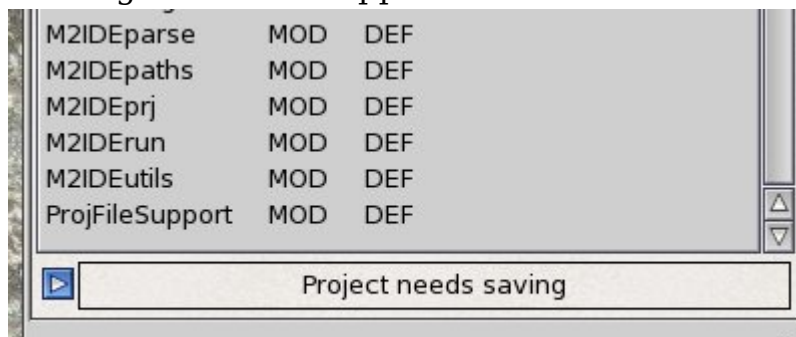 M2IDEparse MOD DEF
M2IDEpaths MOD DEF
M2IDEprj MOD DEF
M2IDErun MOD DEF
M2IDEutils MOD DEF
ProjFileSupport MOD DEF
Project needs saving